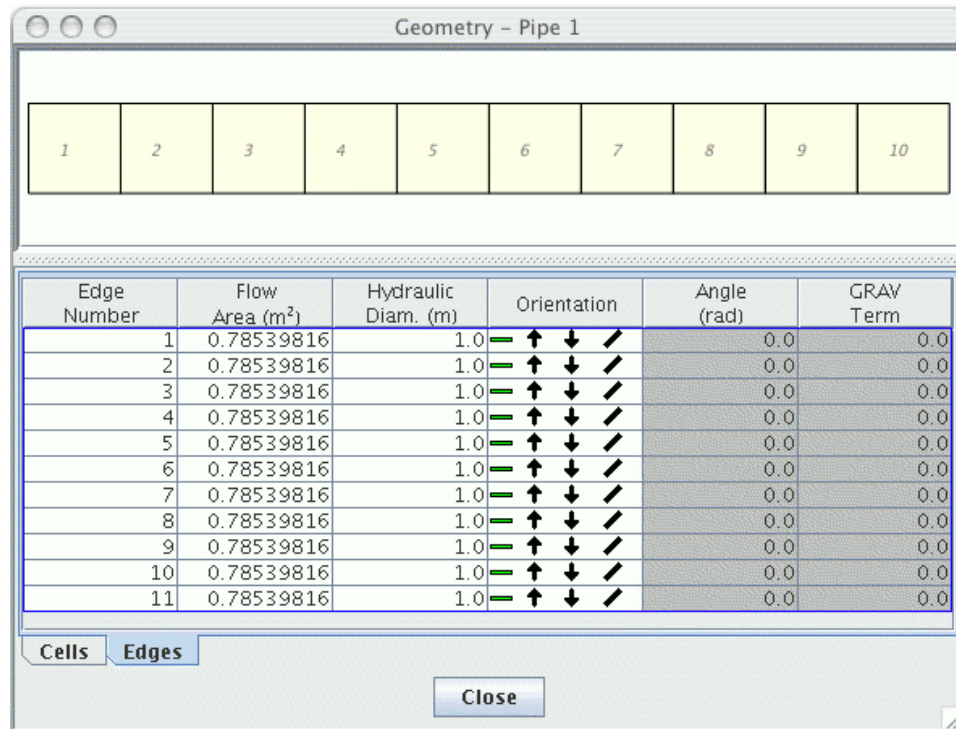 Geometry – Pipe 1
1 2 3 4 5 6 7 8 9 10
Edge Number Flow Area (m²) Hydraulic Diam. (m) Orientation Angle (rad) GRAV Term
1 0.78539816 1.0 0.0 0.0
2 0.78539816 1.0 0.0 0.0
3 0.78539816 1.0 0.0 0.0
4 0.78539816 1.0 0.0 0.0
5 0.78539816 1.0 0.0 0.0
6 0.78539816 1.0 0.0 0.0
7 0.78539816 1.0 0.0 0.0
8 0.78539816 1.0 0.0 0.0
9 0.78539816 1.0 0.0 0.0
10 0.78539816 1.0 0.0 0.0
11 0.78539816 1.0 0.0 0.0
Cells Edges
Close